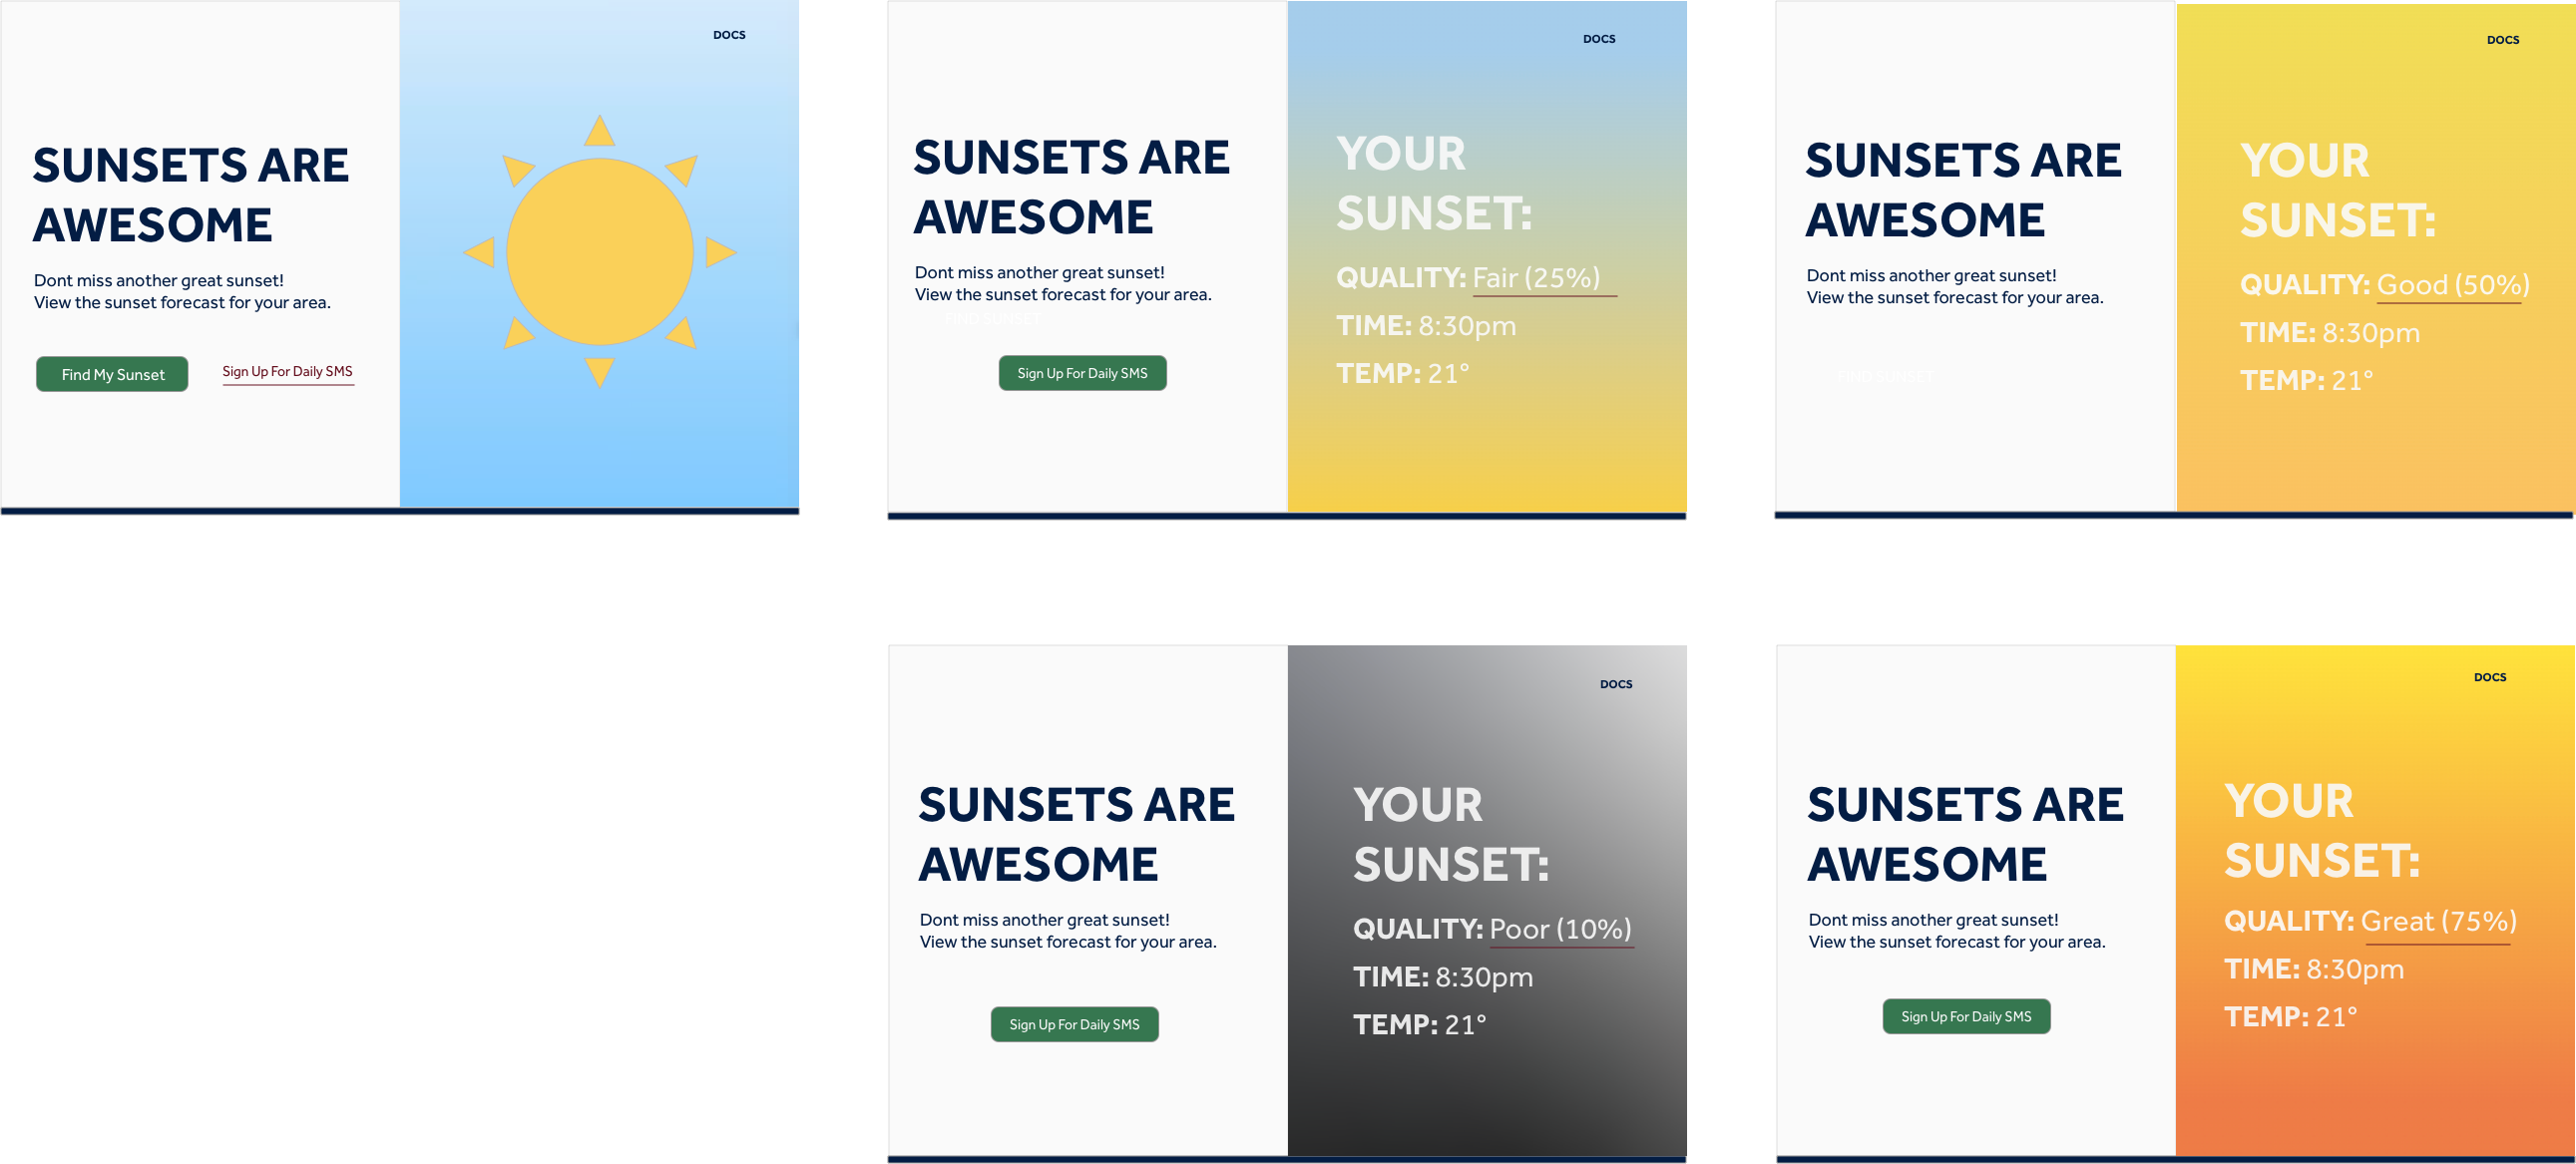 DOCS
SUNSETS ARE
AWESOME
Dont miss another great sunset!
View the sunset forecast for your area.
Find My Sunset
Sign Up For Daily SMS
DOCS
SUNSETS ARE
AWESOME
Dont miss another great sunset!
View the sunset forecast for your area.
FIND SUNSET
Sign Up For Daily SMS
YOUR
SUNSET:
QUALITY: Fair (25%)
TIME: 8:30pm
TEMP: 21°
DOCS
SUNSETS ARE
AWESOME
Dont miss another great sunset!
View the sunset forecast for your area.
FIND SUNSET
YOUR
SUNSET:
QUALITY: Good (50%)
TIME: 8:30pm
TEMP: 21°
DOCS
SUNSETS ARE
AWESOME
Dont miss another great sunset!
View the sunset forecast for your area.
Sign Up For Daily SMS
YOUR
SUNSET:
QUALITY: Poor (10%)
TIME: 8:30pm
TEMP: 21°
DOCS
SUNSETS ARE
AWESOME
Dont miss another great sunset!
View the sunset forecast for your area.
Sign Up For Daily SMS
YOUR
SUNSET:
QUALITY: Great (75%)
TIME: 8:30pm
TEMP: 21°